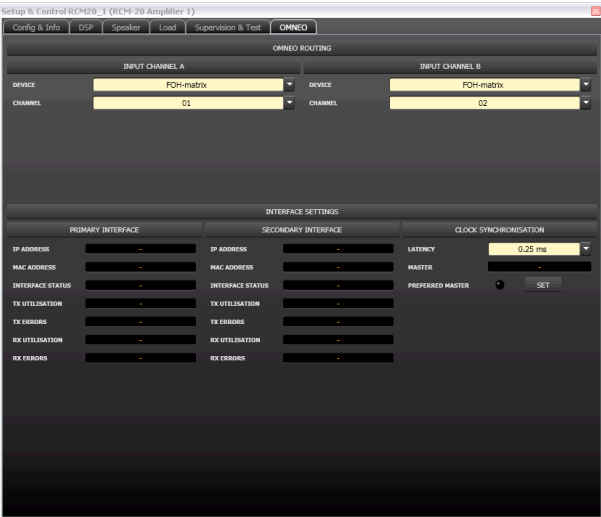 Setup & Control RCM28_1 (RCM-28 Amplifier 1)
Config & Info DSP Speaker Load Supervision & Test OMNEO
OMNEO ROUTING
INPUT CHANNEL A INPUT CHANNEL B
DEVICE FOH-matrix DEVICE FOH-matrix
CHANNEL 01 CHANNEL 02
INTERFACE SETTINGS
PRIMARY INTERFACE SECONDARY INTERFACE CLOCK SYNCHRONISATION
IP ADDRESS - IP ADDRESS - LATENCY 0.25 ms
MAC ADDRESS - MAC ADDRESS - MASTER -
INTERFACE STATUS - INTERFACE STATUS - PREFERRED MASTER SET
TX UTILISATION - TX UTILISATION -
TX ERRORS - TX ERRORS -
RX UTILISATION - RX UTILISATION -
RX ERRORS - RX ERRORS -